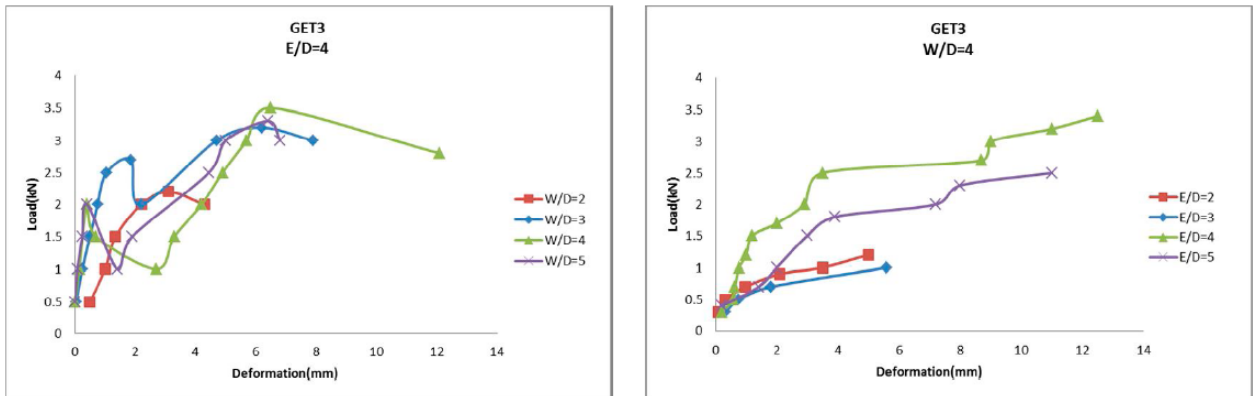 GET3
E/D=4
4
3.5
3
2.5
2
1.5
1
0.5
0
Load(kN)
0 2 4 6 8 10 12 14
Deformation(mm)
W/D=2
W/D=3
W/D=4
W/D=5
GET3
W/D=4
4
3.5
3
2.5
2
1.5
1
0.5
0
Load(kN)
0 2 4 6 8 10 12 14
Deformation(mm)
E/D=2
E/D=3
E/D=4
E/D=5